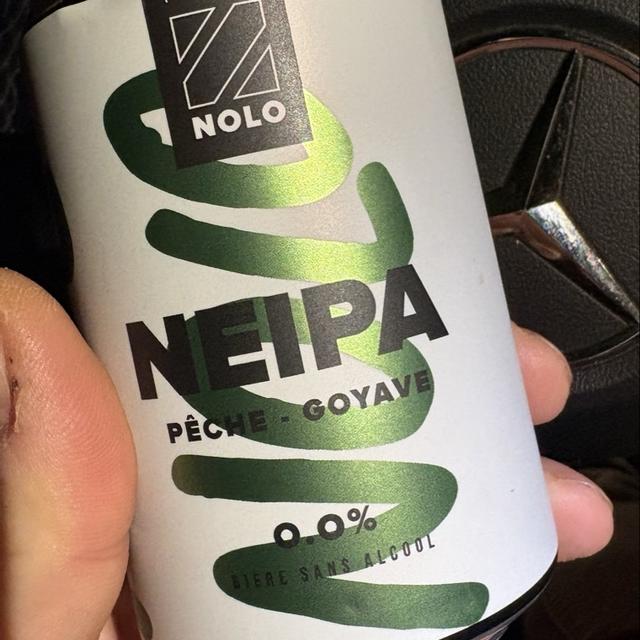 NOLO
NEIPA
PÊCHE - GOYAVE
0.0%
BIÈRE SANS ALCOOL